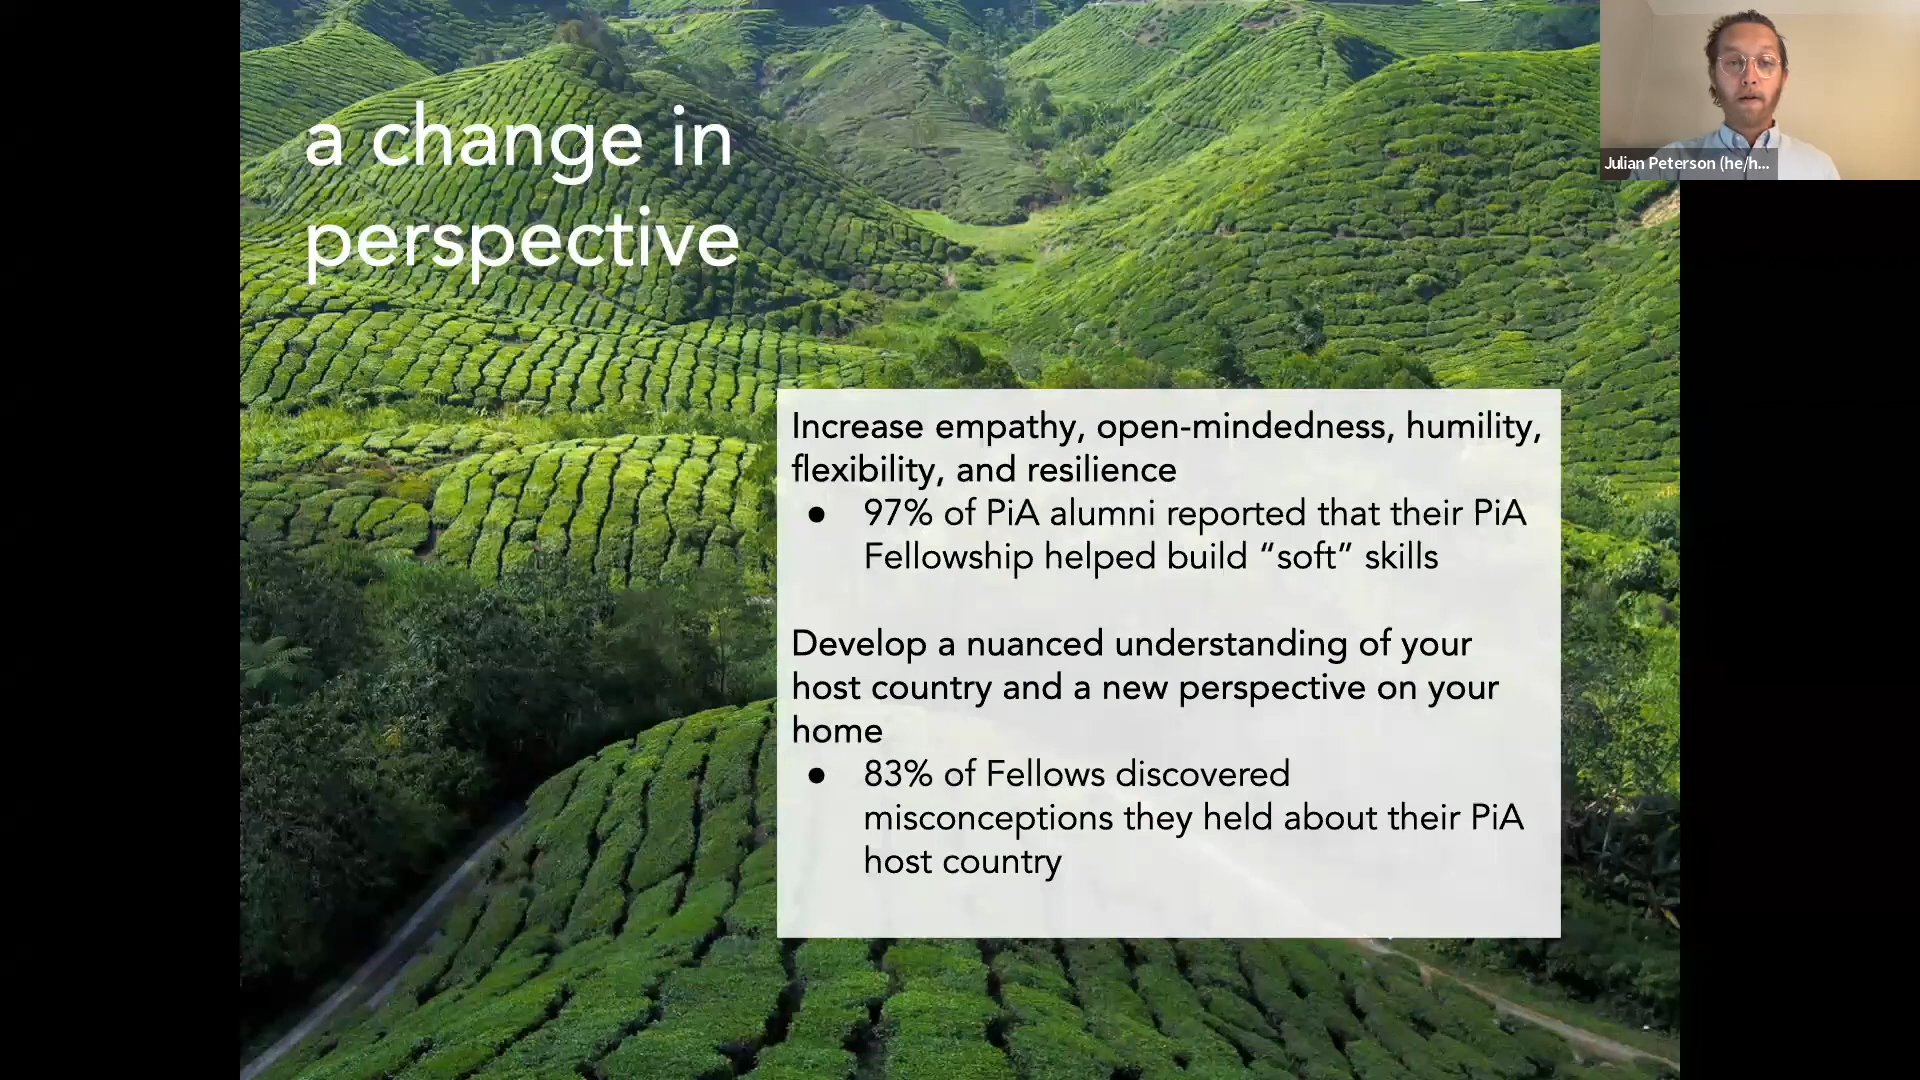 a change in
perspective
Julian Peterson (he/h...
Increase empathy, open-mindedness, humility,
flexibility, and resilience
● 97% of PiA alumni reported that their PiA
Fellowship helped build “soft” skills
Develop a nuanced understanding of your
host country and a new perspective on your
home
● 83% of Fellows discovered
misconceptions they held about their PiA
host country